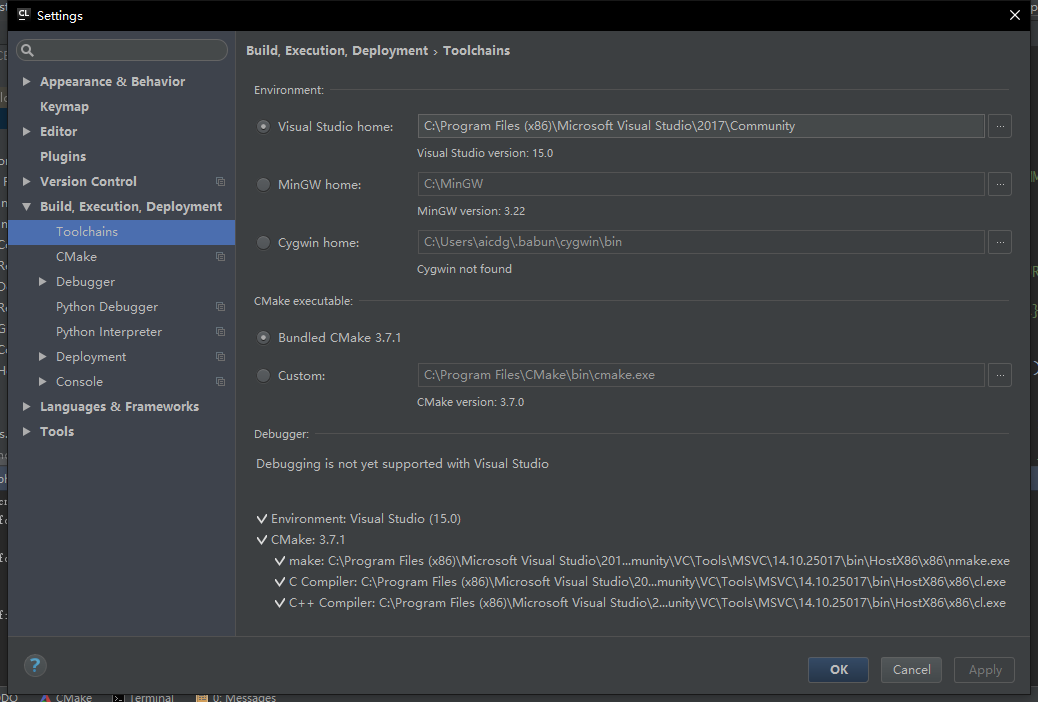 CL Settings
Build, Execution, Deployment › Toolchains
Appearance & Behavior
Keymap
Editor
Plugins
Version Control
Build, Execution, Deployment
Toolchains
CMake
Debugger
Python Debugger
Python Interpreter
Deployment
Console
Languages & Frameworks
Tools
Environment:
Visual Studio home: C:\Program Files (x86)\Microsoft Visual Studio\2017\Community ...
Visual Studio version: 15.0
MinGW home: C:\MinGW ...
MinGW version: 3.22
Cygwin home: C:\Users\aicdg\.babun\cygwin\bin ...
Cygwin not found
CMake executable:
Bundled CMake 3.7.1
Custom: C:\Program Files\CMake\bin\cmake.exe ...
CMake version: 3.7.0
Debugger:
Debugging is not yet supported with Visual Studio
Environment: Visual Studio (15.0)
CMake: 3.7.1
make: C:\Program Files (x86)\Microsoft Visual Studio\201...munity\VC\Tools\MSVC\14.10.25017\bin\HostX86\x86\nmake.exe
C Compiler: C:\Program Files (x86)\Microsoft Visual Studio\20...munity\VC\Tools\MSVC\14.10.25017\bin\HostX86\x86\cl.exe
C++ Compiler: C:\Program Files (x86)\Microsoft Visual Studio\2...unity\VC\Tools\MSVC\14.10.25017\bin\HostX86\x86\cl.exe
?
OK Cancel Apply
CMake Terminal 0: Messages